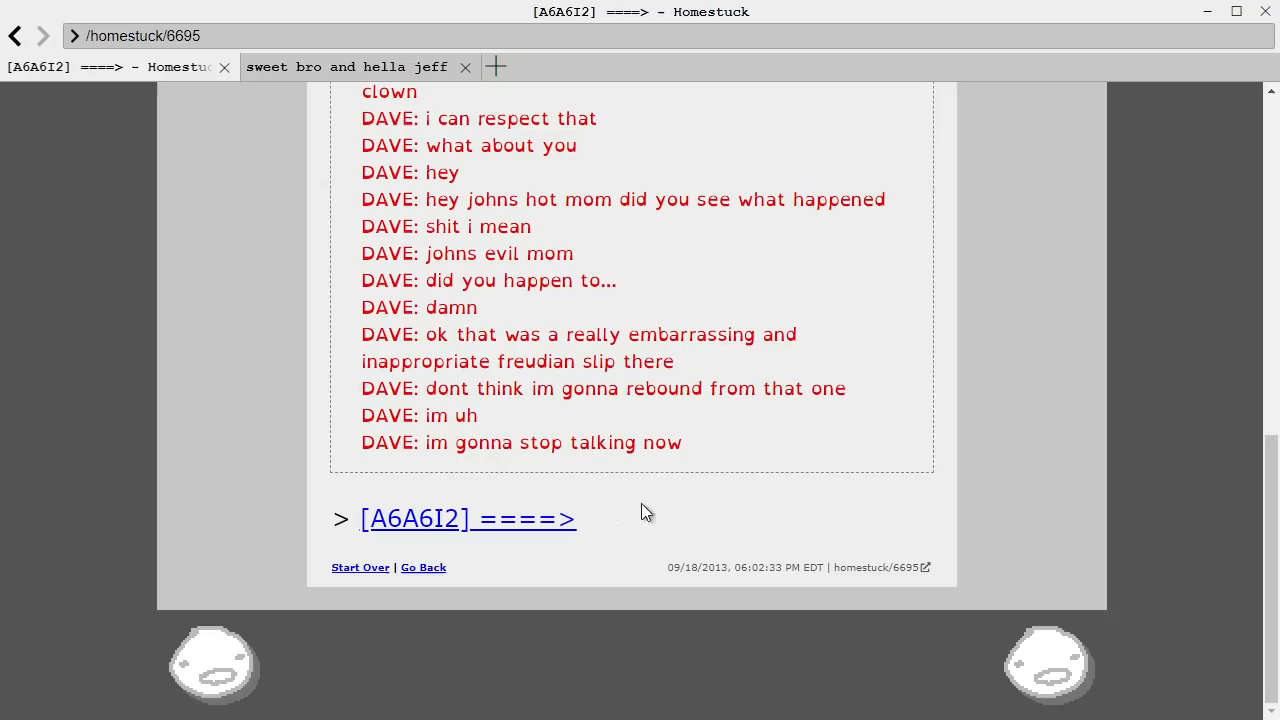 [A6A6I2] ====> - Homestuck
/homestuck/6695
[A6A6I2] ====> - Homestuc
sweet bro and hella jeff
clown
DAVE: i can respect that
DAVE: what about you
DAVE: hey
DAVE: hey johns hot mom did you see what happened
DAVE: shit i mean
DAVE: johns evil mom
DAVE: did you happen to...
DAVE: damn
DAVE: ok that was a really embarrassing and
inappropriate freudian slip there
DAVE: dont think im gonna rebound from that one
DAVE: im uh
DAVE: im gonna stop talking now
> [A6A6I2] ====>
Start Over | Go Back
09/18/2013, 06:02:33 PM EDT | homestuck/6695